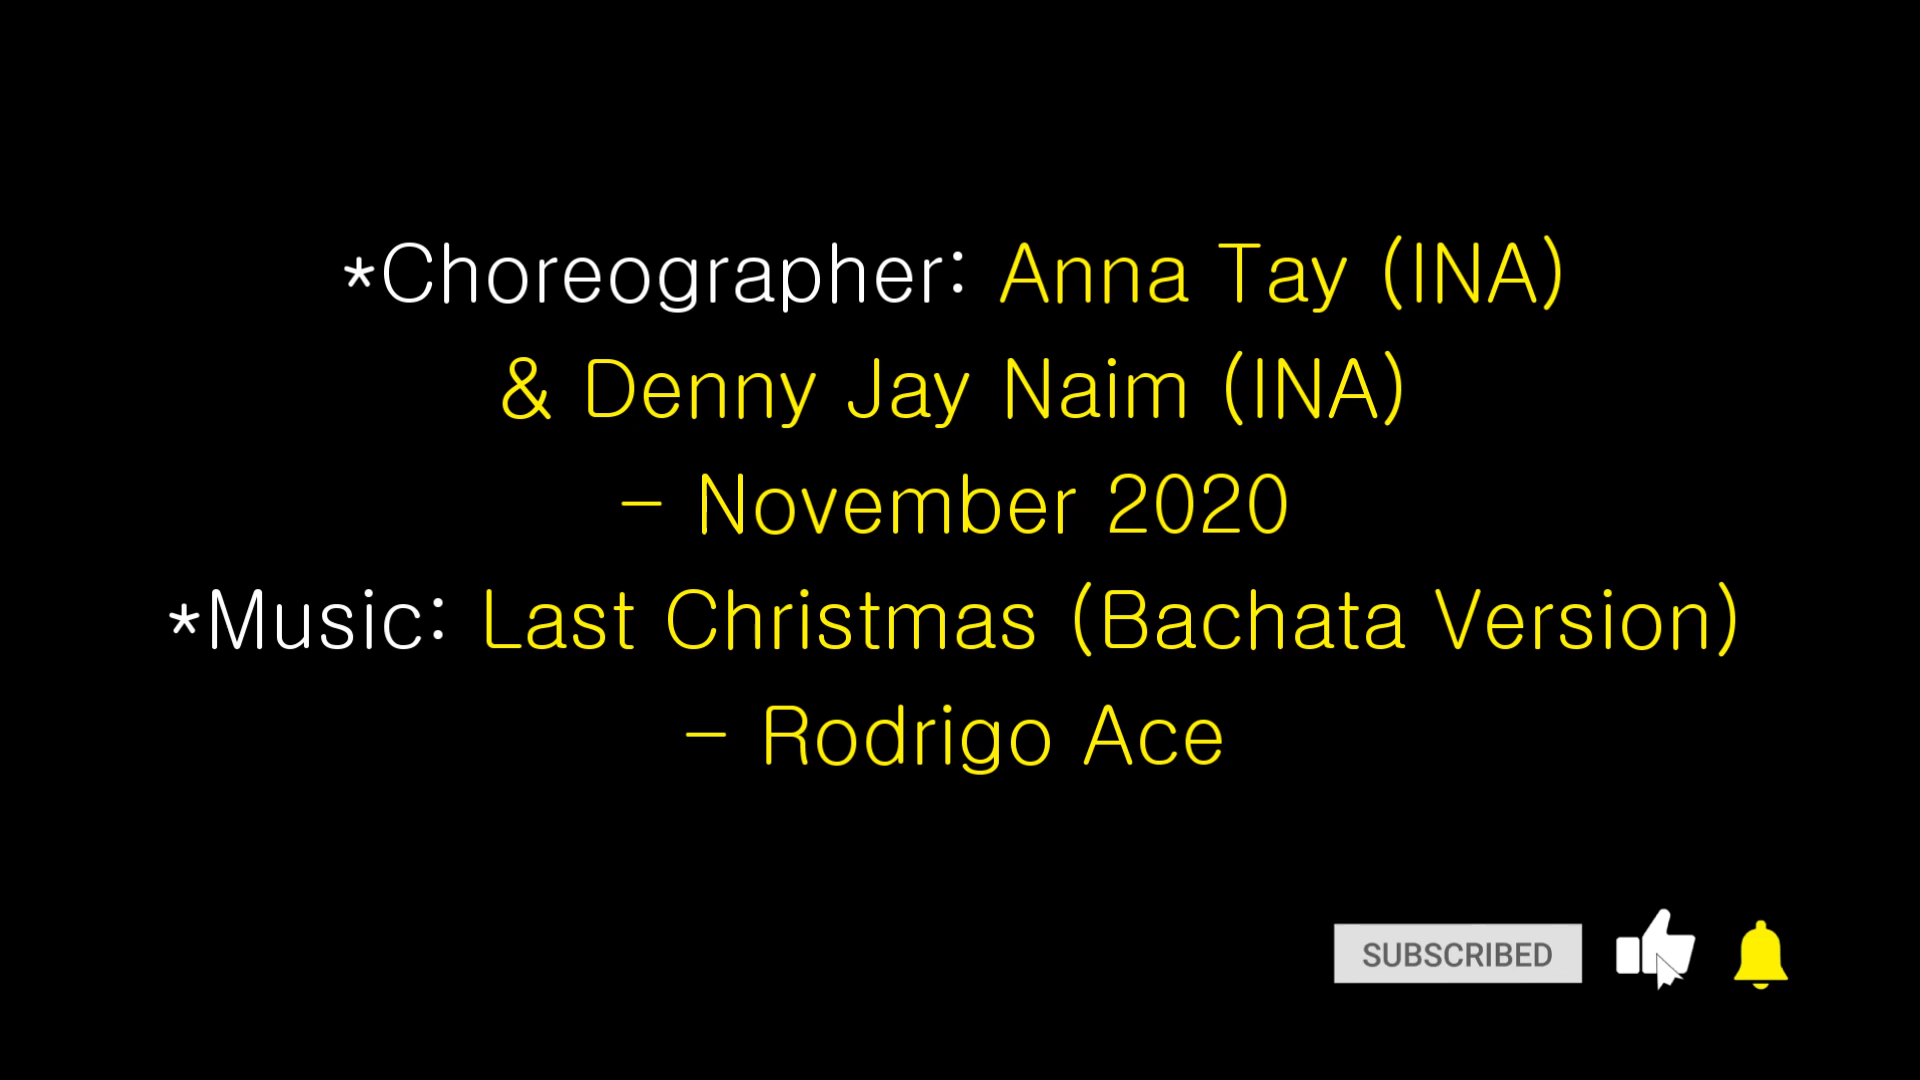 *Choreographer: Anna Tay (INA)
& Denny Jay Naim (INA)
- November 2020
*Music: Last Christmas (Bachata Version)
- Rodrigo Ace
SUBSCRIBED